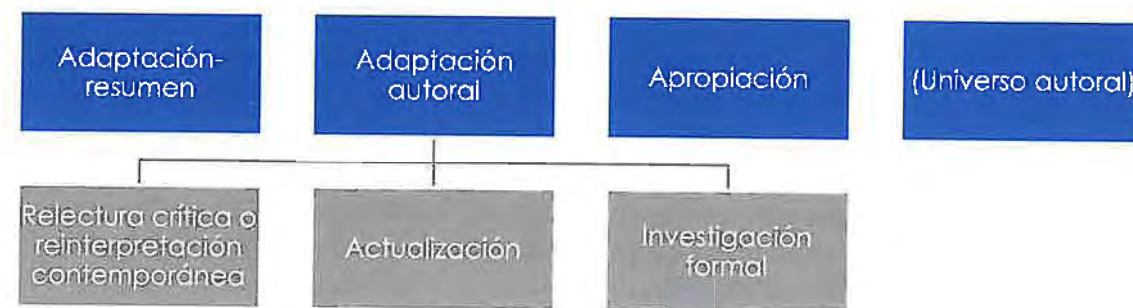 Adaptación-
resumen
Adaptación
autoral
Apropiación
(Universo autoral)
Relectura crítica o
reinterpretación
contemporánea
Actualización
Investigación
formal